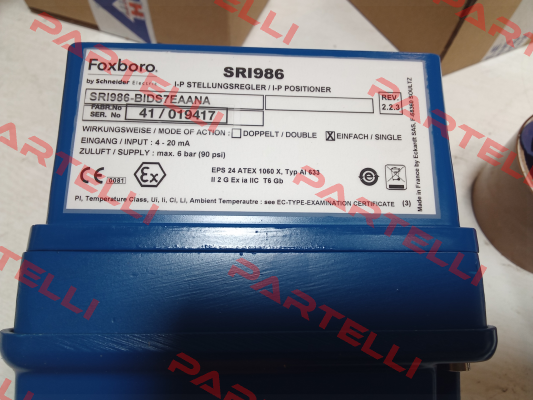 Foxboro.
by Schneider Electric
SRI986
I-P STELLUNGSREGLER / I-P POSITIONER
SRI986-BIDS7EAANA
REV. 2.2.3
FABR.No
SER. No 41 / 019417
WIRKUNGSWEISE / MODE OF ACTION : DOPPELT / DOUBLE X EINFACH / SINGLE
EINGANG / INPUT : 4 - 20 mA
ZULUFT / SUPPLY : max. 6 bar (90 psi)
CE 0081
Ex
EPS 24 ATEX 1060 X, Typ AI 633
II 2 G Ex ia IIC T6 Gb
PI, Temperature Class, Ui, Ii, Ci, Li, Ambient Temperautre : see EC-TYPE-EXAMINATION CERTIFICATE (3)
Made in France by Eckardt SAS, F-68360 SOULTZ
PARTELLI
PARTELLI
PARTELLI
PARTELLI
PARTELLI